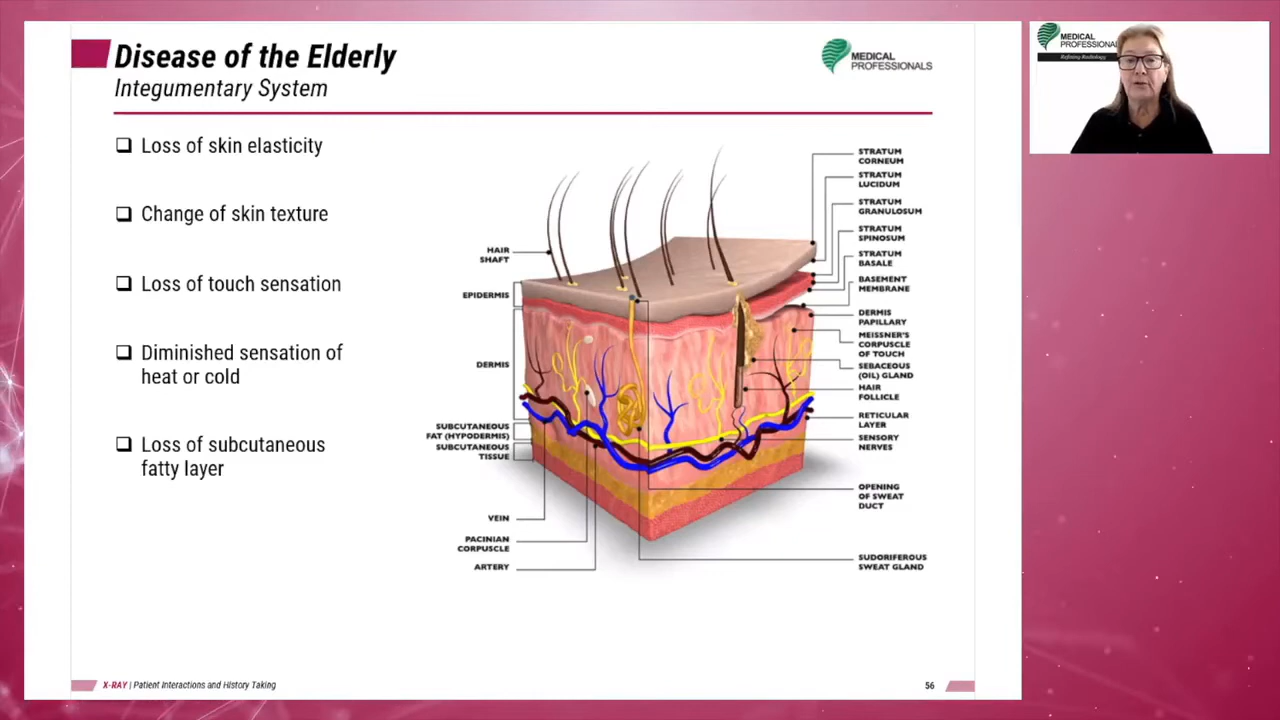 Disease of the Elderly
Integumentary System
MEDICAL
PROFESSIONALS
Loss of skin elasticity
Change of skin texture
Loss of touch sensation
Diminished sensation of
heat or cold
Loss of subcutaneous
fatty layer
HAIR
SHAFT
EPIDERMIS
DERMIS
SUBCUTANEOUS
FAT (HYPODERMIS)
SUBCUTANEOUS
TISSUE
VEIN
PACINIAN
CORPUSCLE
ARTERY
STRATUM
CORNEUM
STRATUM
LUCIDUM
STRATUM
GRANULOSUM
STRATUM
SPINOSUM
STRATUM
BASALE
BASEMENT
MEMBRANE
DERMIS
PAPILLARY
MEISSNER'S
CORPUSCLE
OF TOUCH
SEBACEOUS
(OIL) GLAND
HAIR
FOLLICLE
RETICULAR
LAYER
SENSORY
NERVES
OPENING
OF SWEAT
DUCT
SUDORIFEROUS
SWEAT GLAND
X-RAY | Patient Interactions and History Taking
56
MEDICAL
PROFESSIONA
Refining Radiology